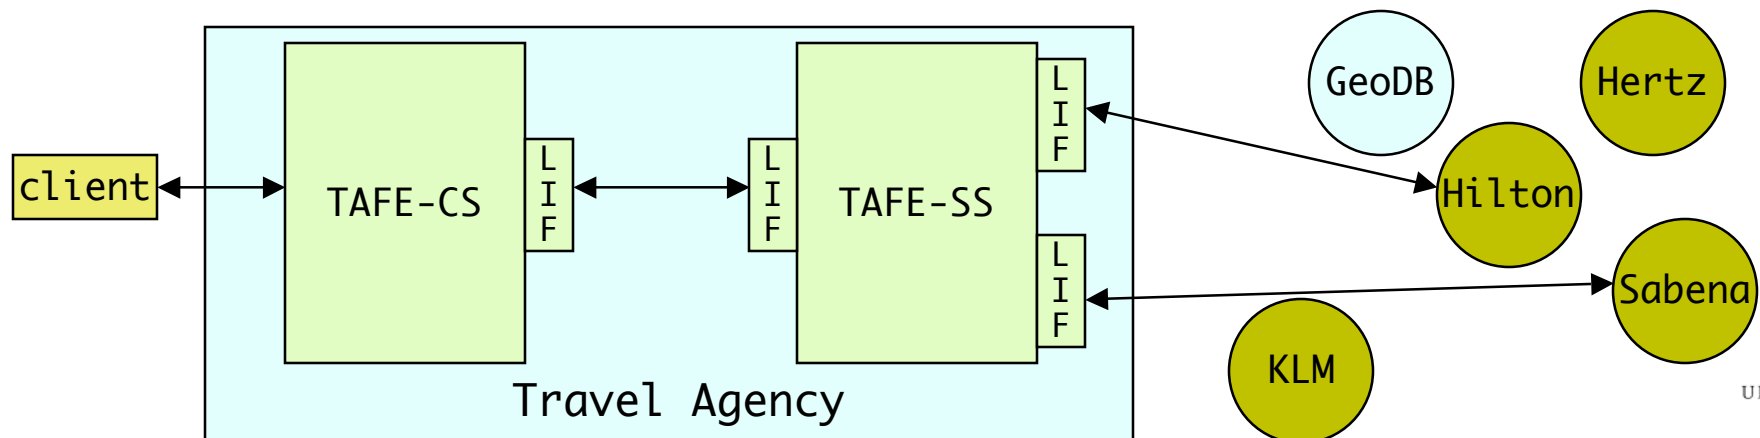 client
TAFE-CS
L
I
F
L
I
F
TAFE-SS
L
I
F
L
I
F
Travel Agency
GeoDB
Hertz
Hilton
Sabena
KLM